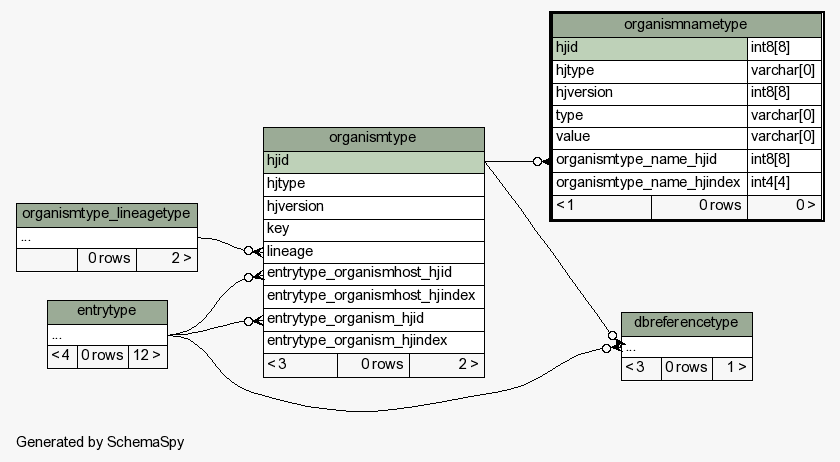 organismnametype
hjid int8[8]
hjtype varchar[0]
hjversion int8[8]
type varchar[0]
value varchar[0]
organismtype_name_hjid int8[8]
organismtype_name_hjindex int4[4]
< 1 0 rows 0 >
organismtype
hjid
hjtype
hjversion
key
lineage
entrytype_organismhost_hjid
entrytype_organismhost_hjindex
entrytype_organism_hjid
entrytype_organism_hjindex
< 3 0 rows 2 >
organismtype_lineagetype
...
0 rows 2 >
entrytype
...
< 4 0 rows 12 >
dbreferencetype
...
< 3 0 rows 1 >
Generated by SchemaSpy